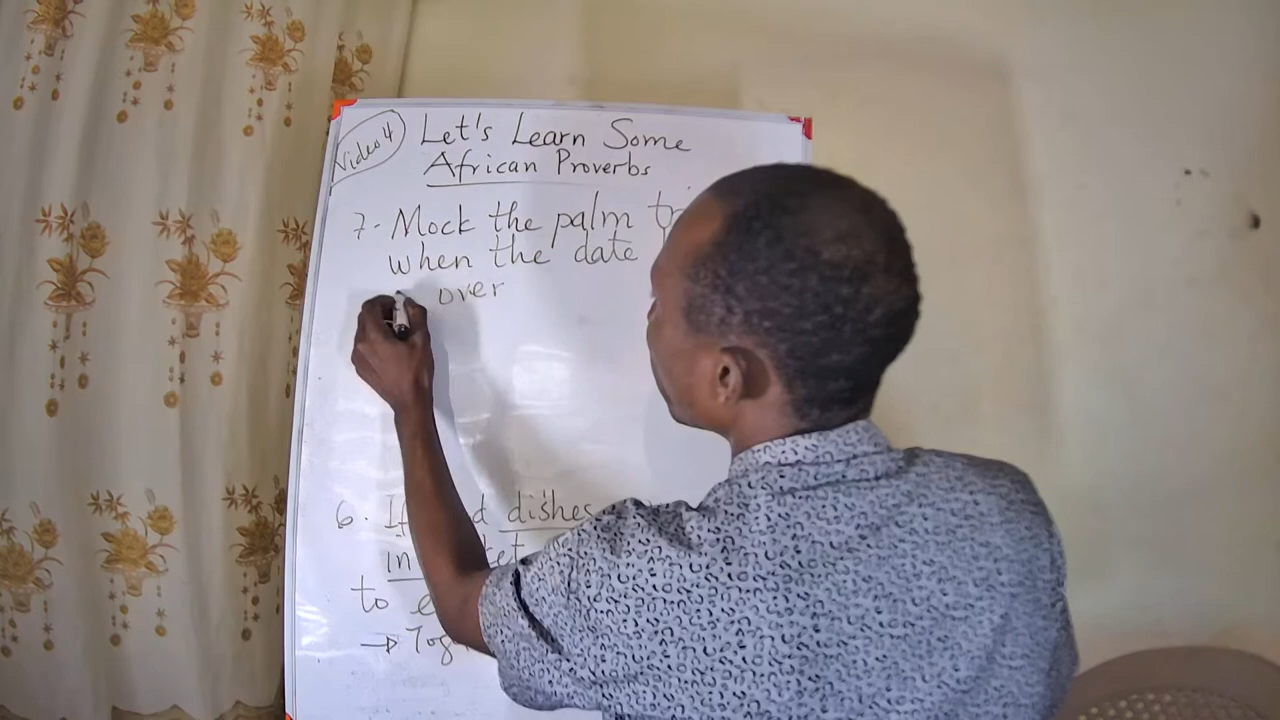 Video 4
Let's Learn Some
African Proverbs
7. Mock the palm
when the date
over
6. If dishes
in
to